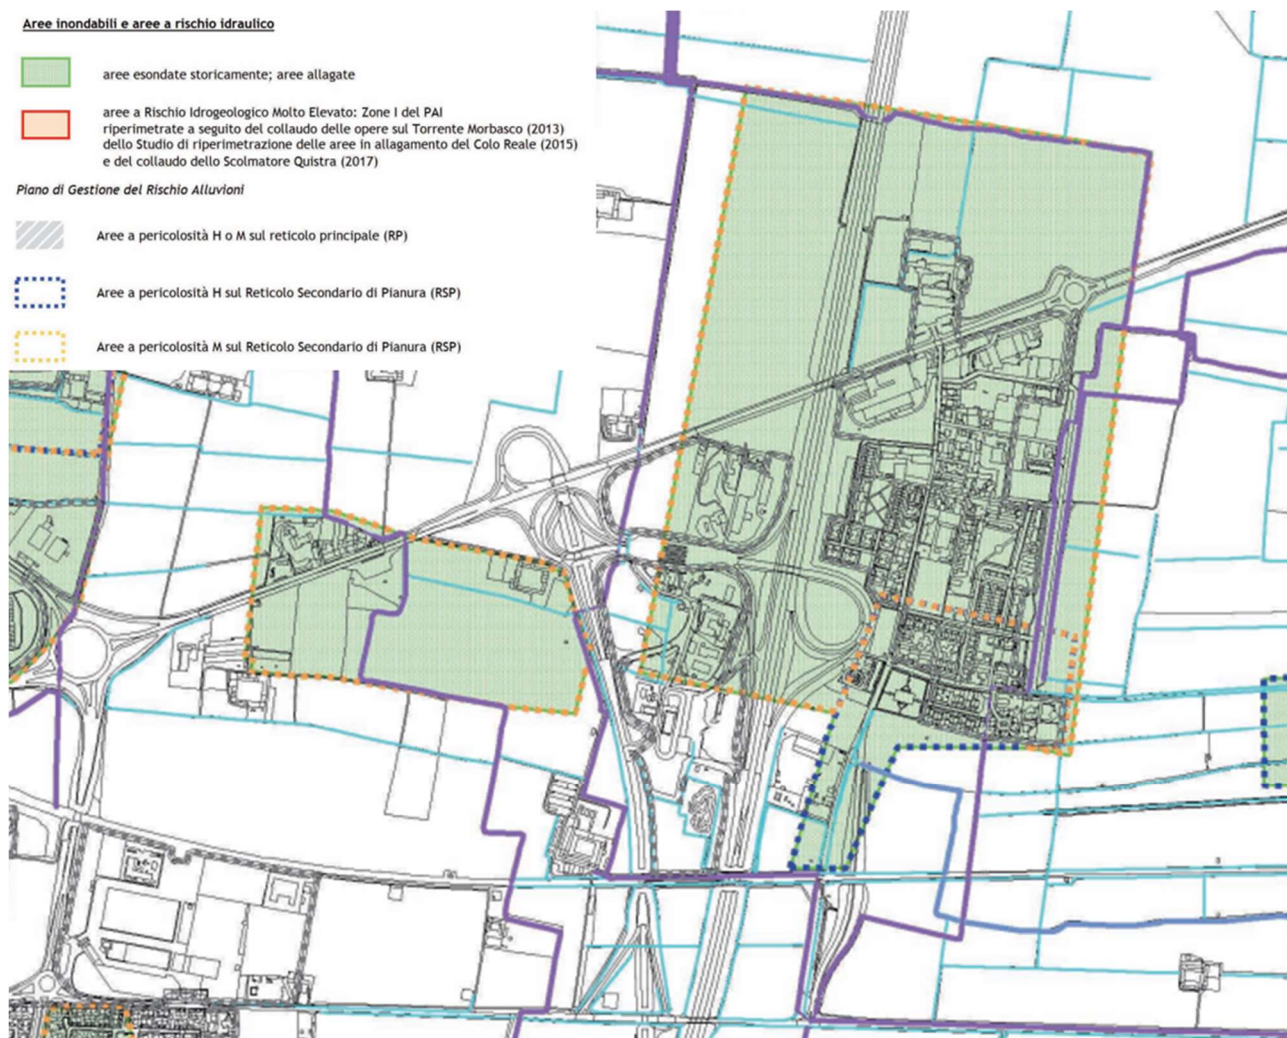 Aree inondabili e aree a rischio idraulico
aree esondate storicamente; aree allagate
aree a Rischio Idrogeologico Molto Elevato: Zone I del PAI
riperimetrate a seguito del collaudo delle opere sul Torrente Morbasco (2013)
dello Studio di riperimetrazione delle aree in allagamento del Colo Reale (2015)
e del collaudo dello Scolmatore Quistra (2017)
Piano di Gestione del Rischio Alluvioni
Aree a pericolosità H o M sul reticolo principale (RP)
Aree a pericolosità H sul Reticolo Secondario di Pianura (RSP)
Aree a pericolosità M sul Reticolo Secondario di Pianura (RSP)